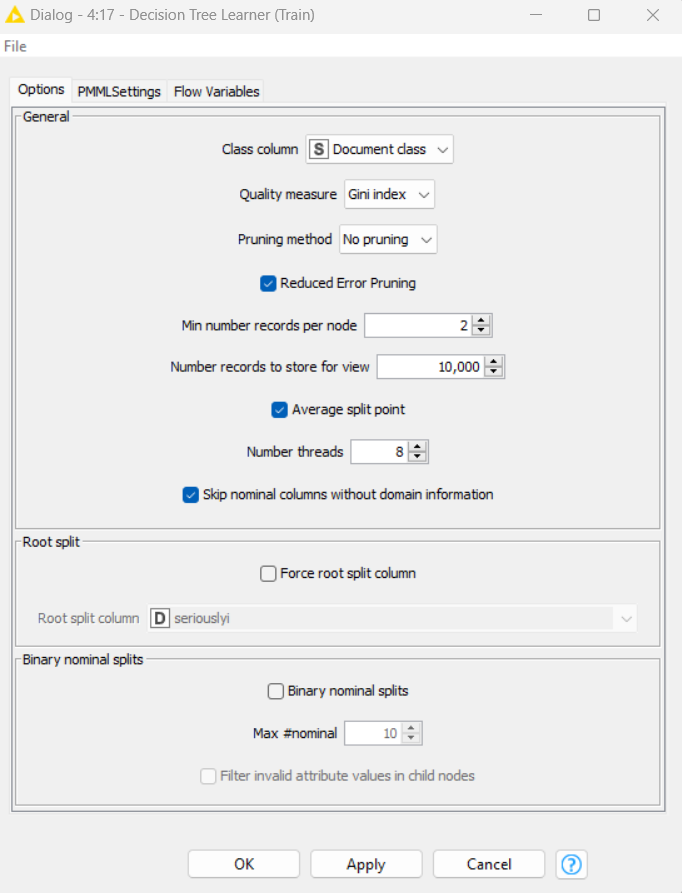 Dialog - 4:17 - Decision Tree Learner (Train)
File
Options PMMLSettings Flow Variables
General
Class column S Document class
Quality measure Gini index
Pruning method No pruning
Reduced Error Pruning
Min number records per node 2
Number records to store for view 10,000
Average split point
Number threads 8
Skip nominal columns without domain information
Root split
Force root split column
Root split column D seriouslyi
Binary nominal splits
Binary nominal splits
Max #nominal 10
Filter invalid attribute values in child nodes
OK Apply Cancel ?